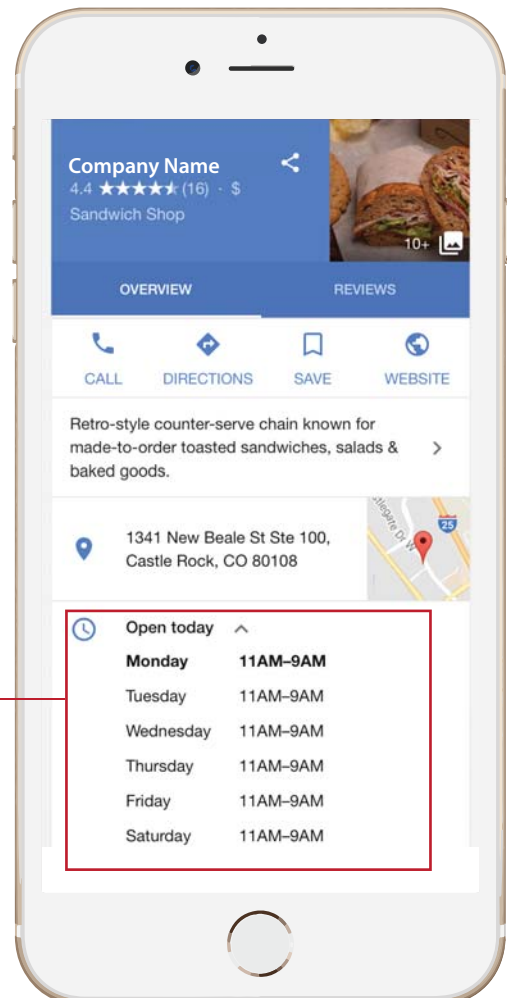 Company Name
4.4 ★★★★★ (16) · $
Sandwich Shop
10+
OVERVIEW REVIEWS
CALL DIRECTIONS SAVE WEBSITE
Retro-style counter-serve chain known for
made-to-order toasted sandwiches, salads &
baked goods.
1341 New Beale St Ste 100,
Castle Rock, CO 80108
tlegate Dr W
25
Open today
Monday 11AM–9AM
Tuesday 11AM–9AM
Wednesday 11AM–9AM
Thursday 11AM–9AM
Friday 11AM–9AM
Saturday 11AM–9AM